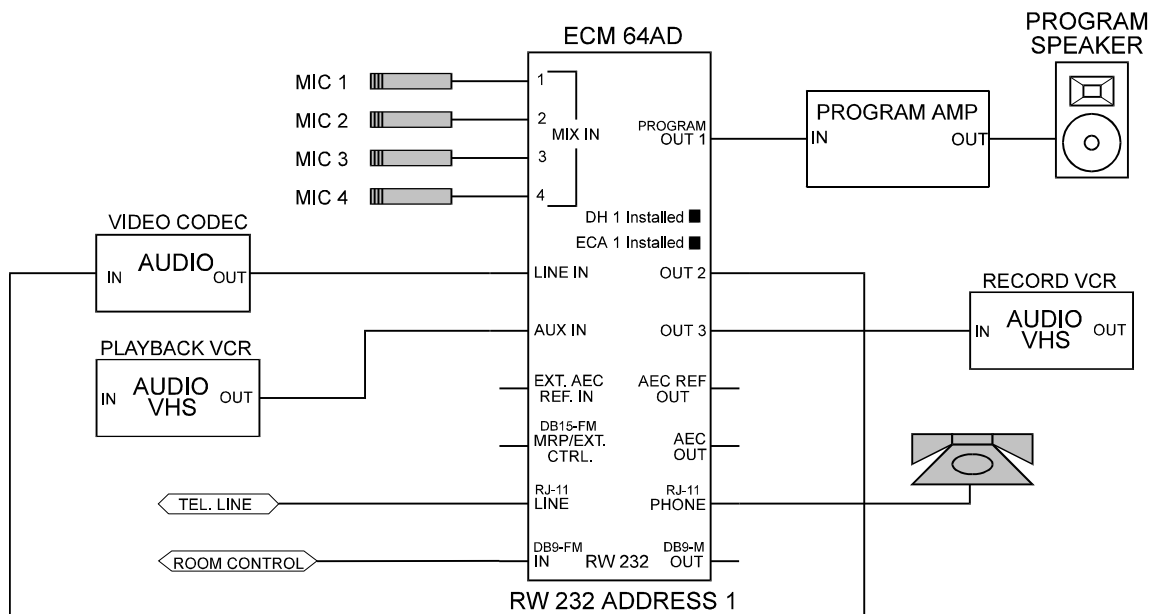 ECM 64AD
PROGRAM
SPEAKER
MIC 1
MIC 2
MIC 3
MIC 4
1
2
3
4
MIX IN
PROGRAM
OUT 1
PROGRAM AMP
IN
OUT
DH 1 Installed
ECA 1 Installed
VIDEO CODEC
AUDIO
IN
OUT
LINE IN
OUT 2
RECORD VCR
AUDIO
VHS
IN
OUT
AUX IN
OUT 3
PLAYBACK VCR
AUDIO
VHS
IN
OUT
EXT. AEC
REF. IN
AEC REF
OUT
DB15-FM
MRP/EXT.
CTRL.
AEC
OUT
TEL. LINE
RJ-11
LINE
RJ-11
PHONE
ROOM CONTROL
DB9-FM
IN
RW 232
DB9-M
OUT
RW 232 ADDRESS 1